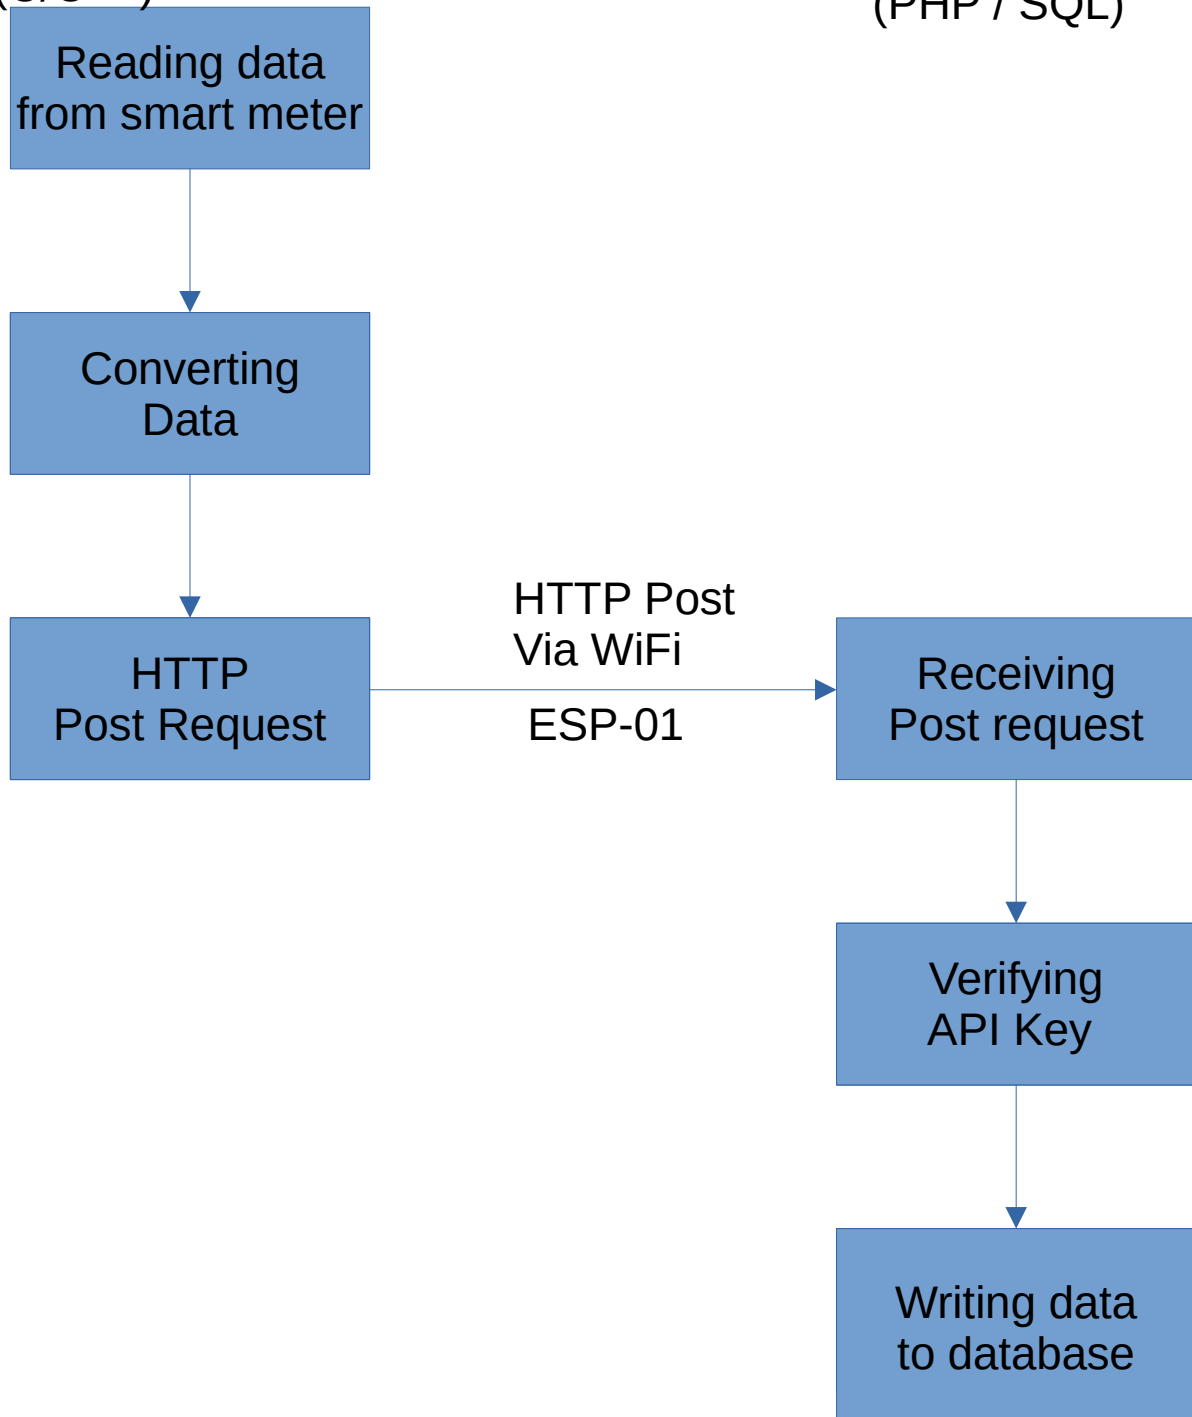 (PHP / SQL)
Reading data
from smart meter
Converting
Data
HTTP
Post Request
HTTP Post
Via WiFi
ESP-01
Receiving
Post request
Verifying
API Key
Writing data
to database